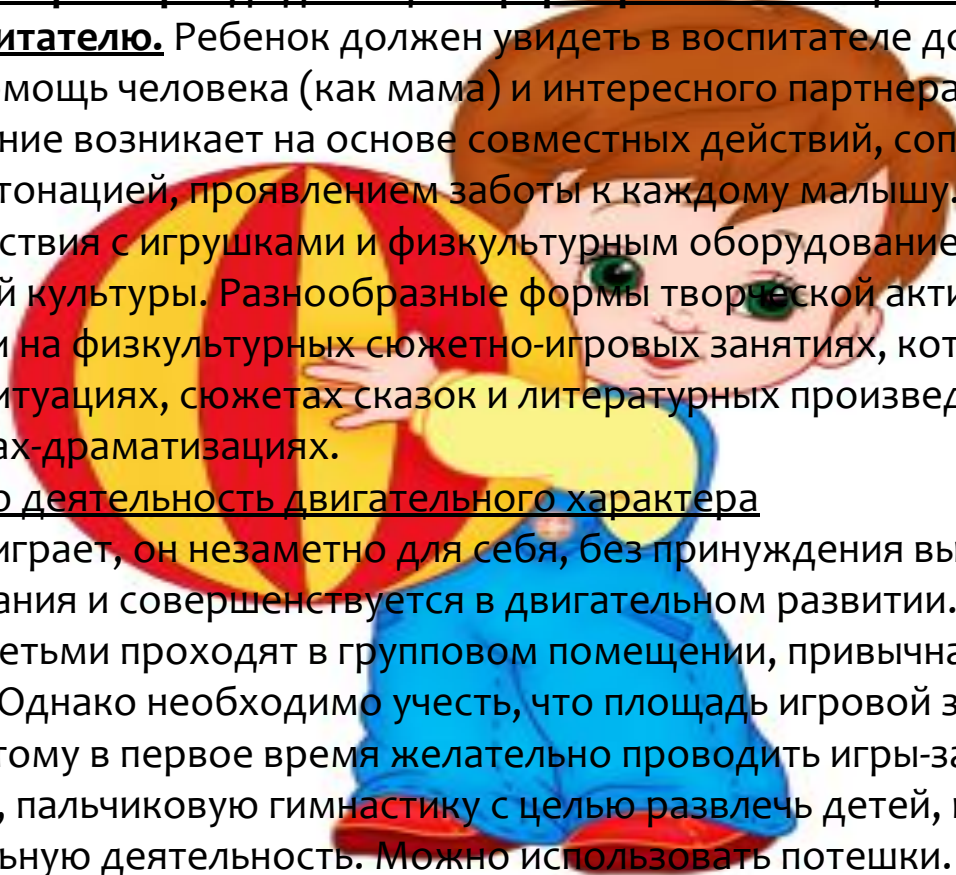 итателю. Ребенок должен увидеть в воспитателе до
мощь человека (как мама) и интересного партнера
ние возникает на основе совместных действий, соп
тонацией, проявлением заботы к каждому малышу.
ствия с игрушками и физкультурным оборудование
й культуры. Разнообразные формы творческой акти
и на физкультурных сюжетно-игровых занятиях, кот
итуациях, сюжетах сказок и литературных произвед
ах-драматизациях.
о деятельность двигательного характера
играет, он незаметно для себя, без принуждения вы
ания и совершенствуется в двигательном развитии.
етьми проходят в групповом помещении, привычна
Однако необходимо учесть, что площадь игровой з
тому в первое время желательно проводить игры-за
, пальчиковую гимнастику с целью развлечь детей,
ьную деятельность. Можно использовать потешки.